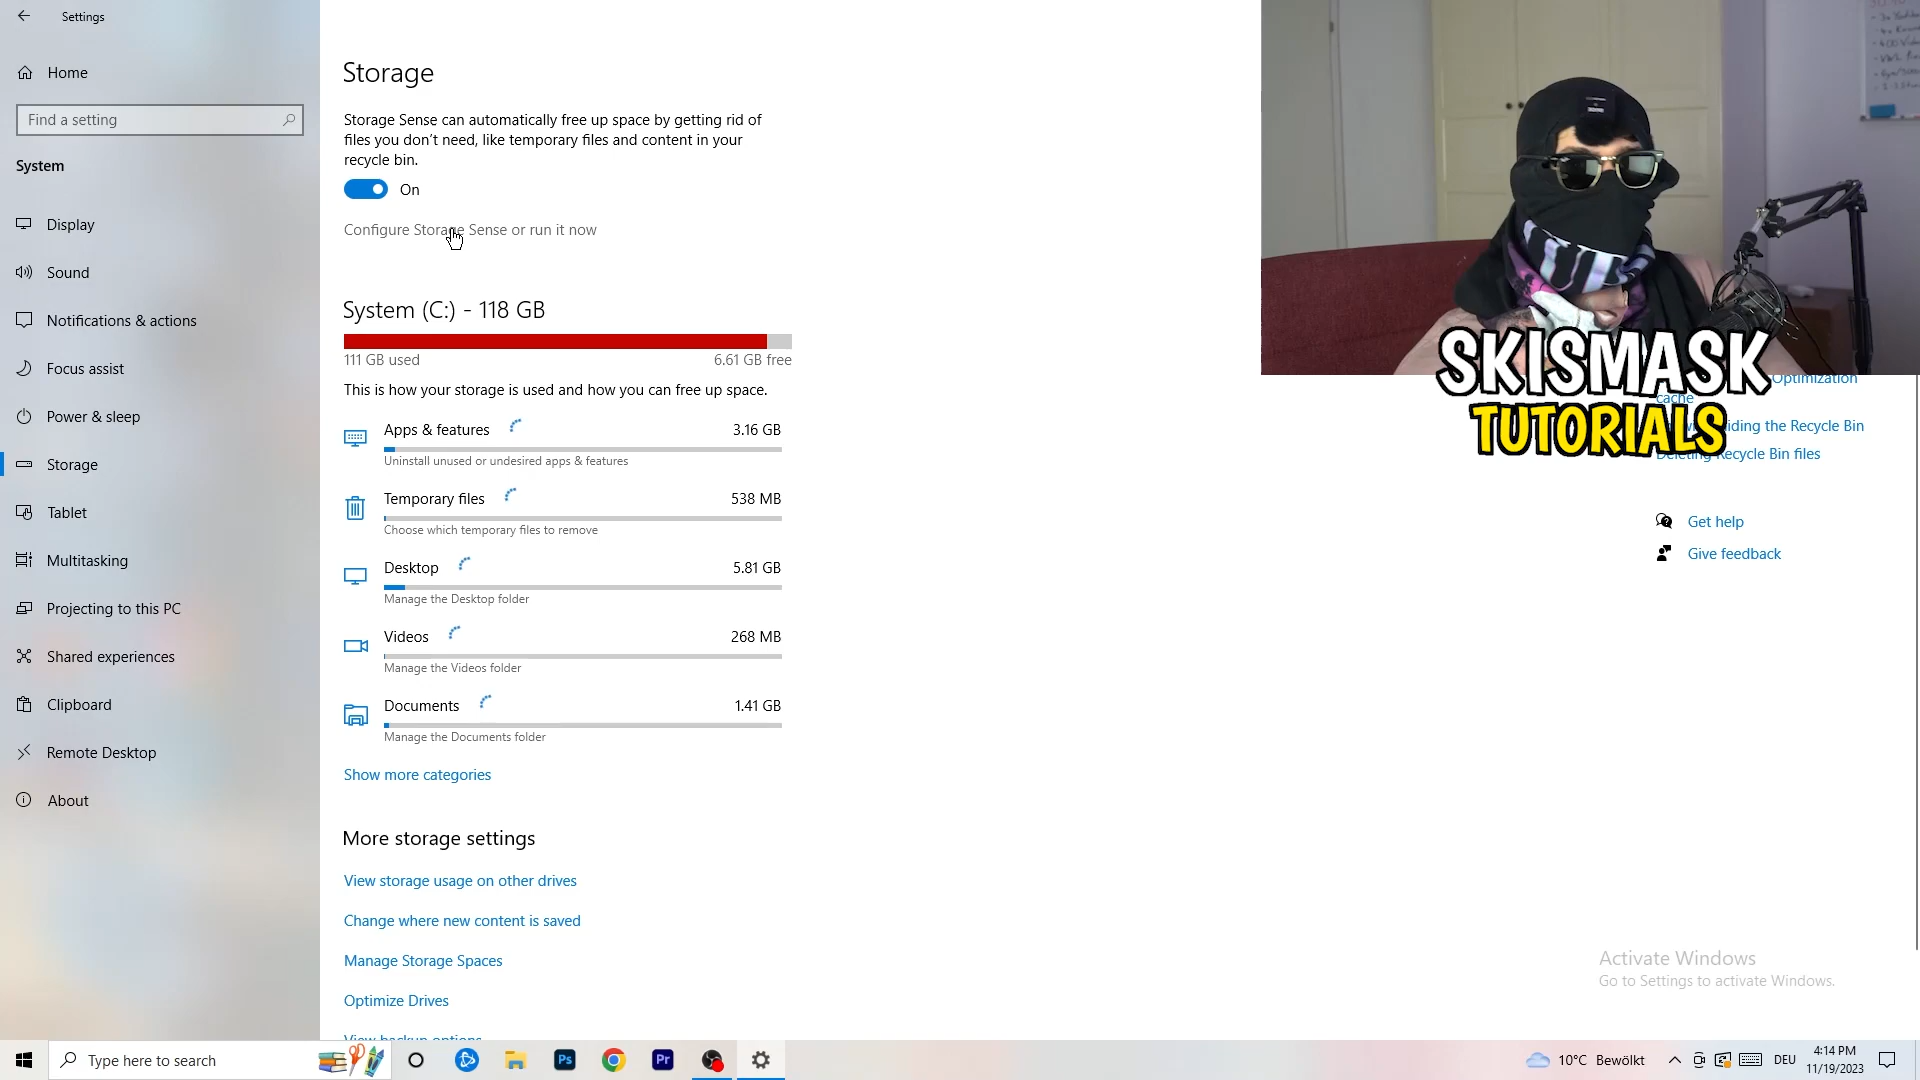 Settings
Home
Find a setting
System
Display
Sound
Notifications & actions
Focus assist
Power & sleep
Storage
Tablet
Multitasking
Projecting to this PC
Shared experiences
Clipboard
Remote Desktop
About
Storage
Storage Sense can automatically free up space by getting rid of
files you don't need, like temporary files and content in your
recycle bin.
On
Configure Storage Sense or run it now
System (C:) - 118 GB
111 GB used
6.61 GB free
This is how your storage is used and how you can free up space.
Apps & features
3.16 GB
Uninstall unused or undesired apps & features
Temporary files
538 MB
Choose which temporary files to remove
Desktop
5.81 GB
Manage the Desktop folder
Videos
268 MB
Manage the Videos folder
Documents
1.41 GB
Manage the Documents folder
Show more categories
More storage settings
View storage usage on other drives
Change where new content is saved
Manage Storage Spaces
Optimize Drives
View backup options
SKISMASK
TUTORIALS
Optimization
cache
the Recycle Bin
Recycle Bin files
Get help
Give feedback
Activate Windows
Go to Settings to activate Windows.
Type here to search
Ps
Pr
10°C Bewölkt
DEU
4:14 PM
11/19/2023